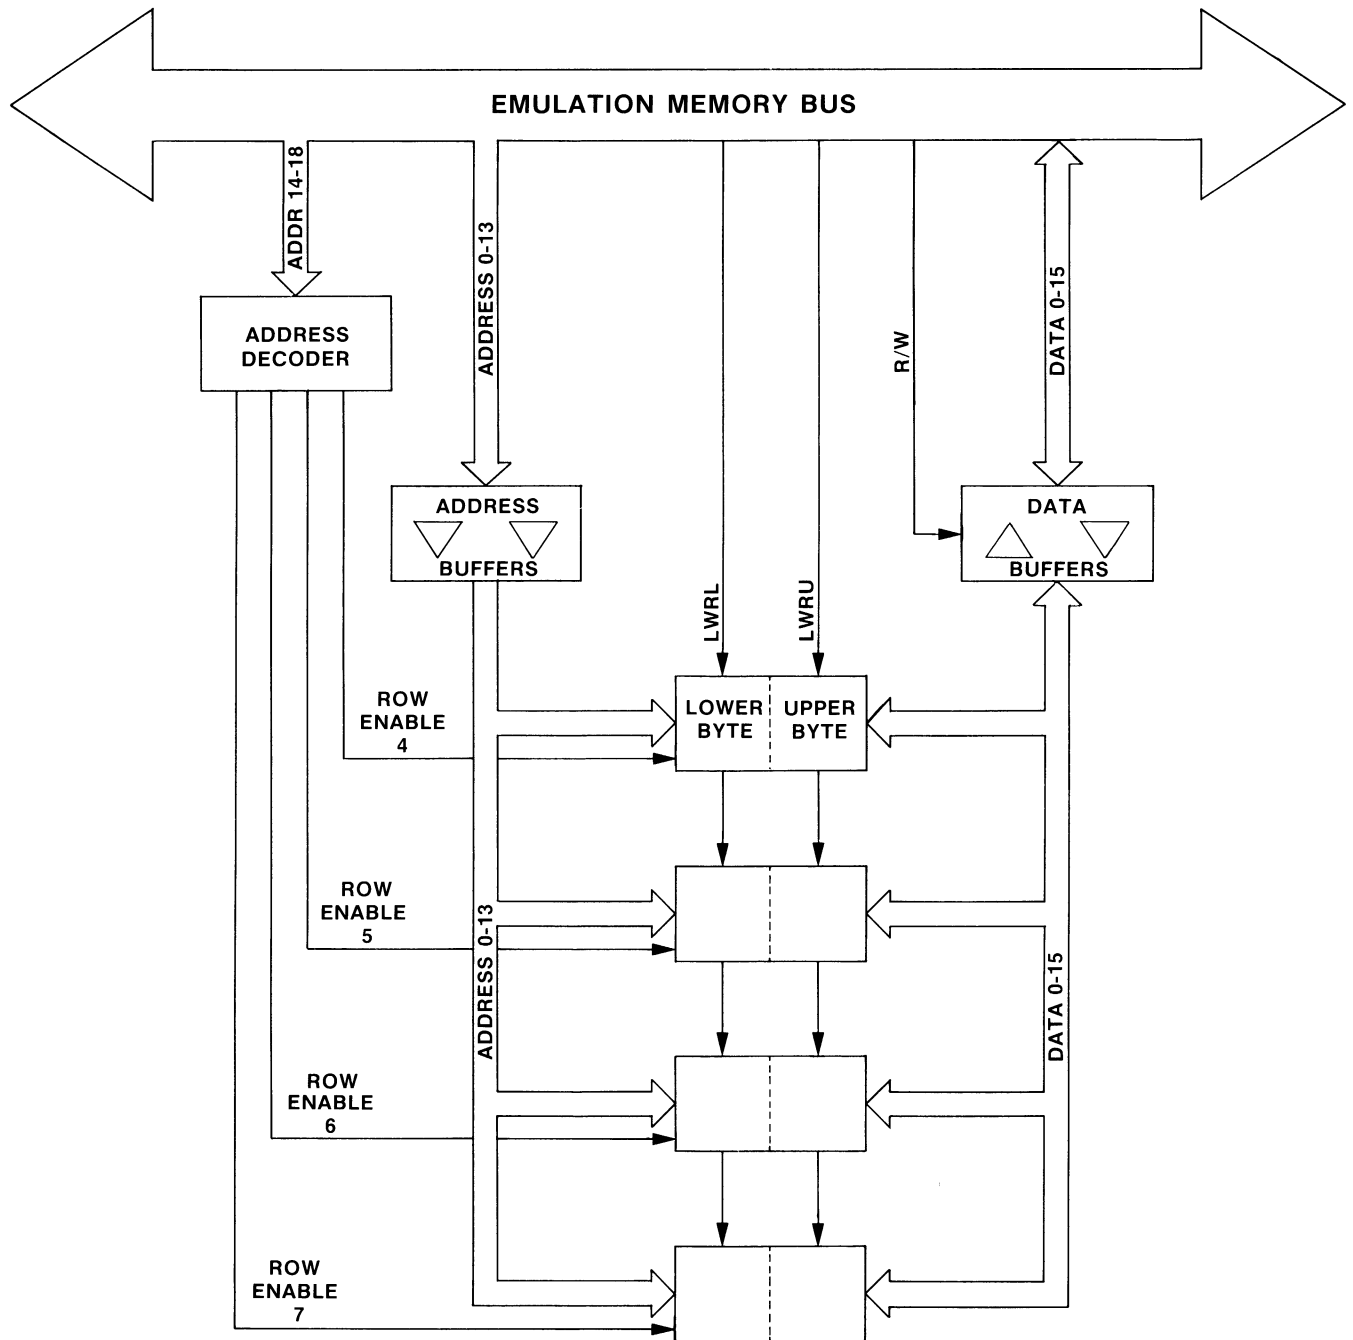 EMULATION MEMORY BUS
ADDR 14-18
ADDRESS 0-13
R/W
DATA 0-15
ADDRESS
DECODER
ADDRESS
BUFFERS
DATA
BUFFERS
LWRL
LWRU
ROW
ENABLE
4
LOWER
BYTE
UPPER
BYTE
ROW
ENABLE
5
ADDRESS 0-13
DATA 0-15
ROW
ENABLE
6
ROW
ENABLE
7